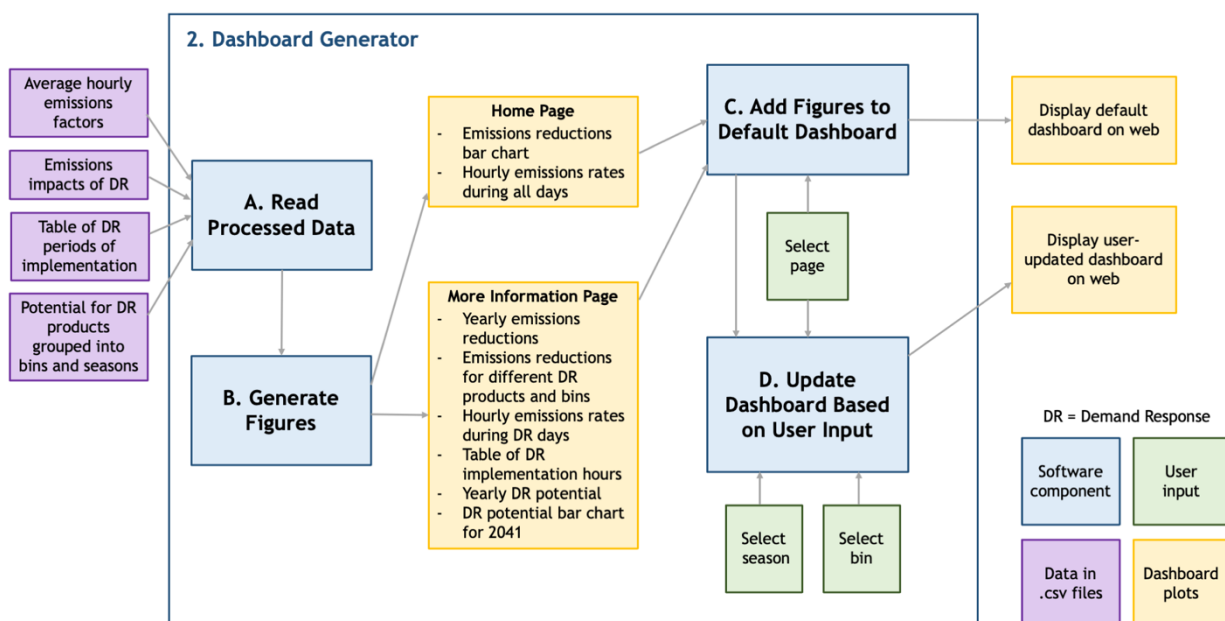 2. Dashboard Generator
Average hourly
emissions
factors
Emissions
impacts of DR
Table of DR
periods of
implementation
Potential for DR
products
grouped into
bins and seasons
A. Read
Processed Data
B. Generate
Figures
Home Page
- Emissions reductions
bar chart
- Hourly emissions rates
during all days
More Information Page
- Yearly emissions
reductions
- Emissions reductions
for different DR
products and bins
- Hourly emissions rates
during DR days
- Table of DR
implementation hours
- Yearly DR potential
- DR potential bar chart
for 2041
C. Add Figures to
Default Dashboard
Select
page
D. Update
Dashboard Based
on User Input
Select
season
Select
bin
Display default
dashboard on web
Display user-
updated dashboard
on web
DR = Demand Response
Software
component
User
input
Data in
.csv files
Dashboard
plots